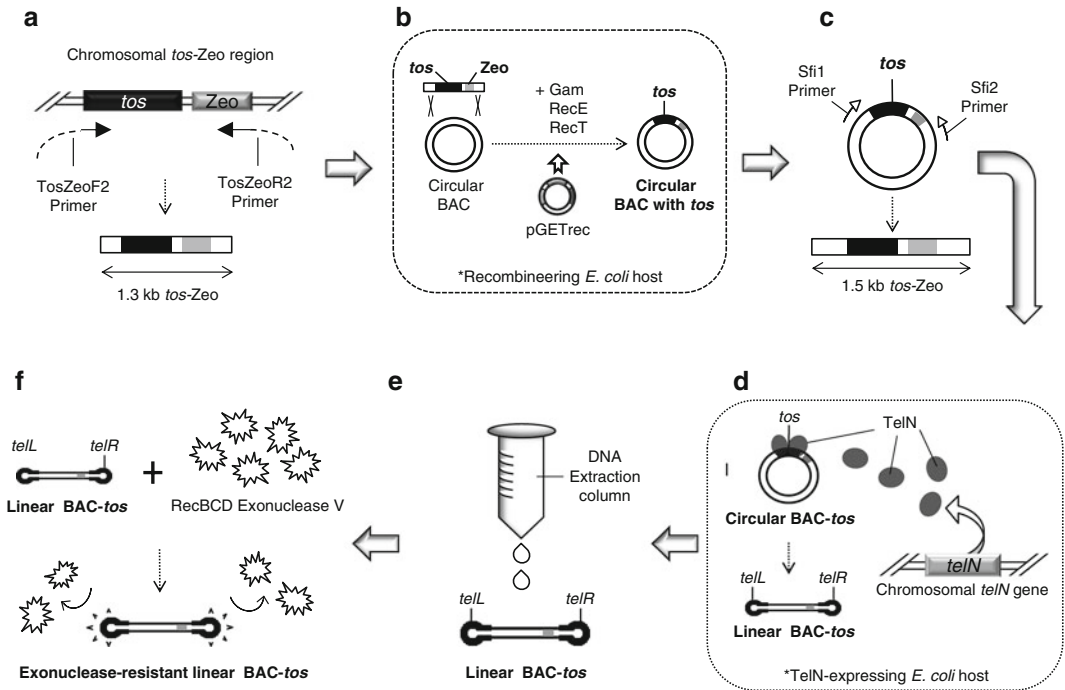 a
Chromosomal tos-Zeo region
tos
Zeo
TosZeoF2
Primer
TosZeoR2
Primer
1.3 kb tos-Zeo
b
tos
Zeo
+ Gam
RecE
RecT
tos
Circular
BAC
pGETrec
Circular
BAC with tos
*Recombineering E. coli host
c
Sfi1
Primer
tos
Sfi2
Primer
1.5 kb tos-Zeo
f
telL
telR
Linear BAC-tos
+
RecBCD Exonuclease V
Exonuclease-resistant linear BAC-tos
e
DNA
Extraction
column
telL
telR
Linear BAC-tos
d
tos
TelN
I
Circular BAC-tos
telN
Chromosomal telN gene
telL
telR
Linear BAC-tos
*TelN-expressing E. coli host